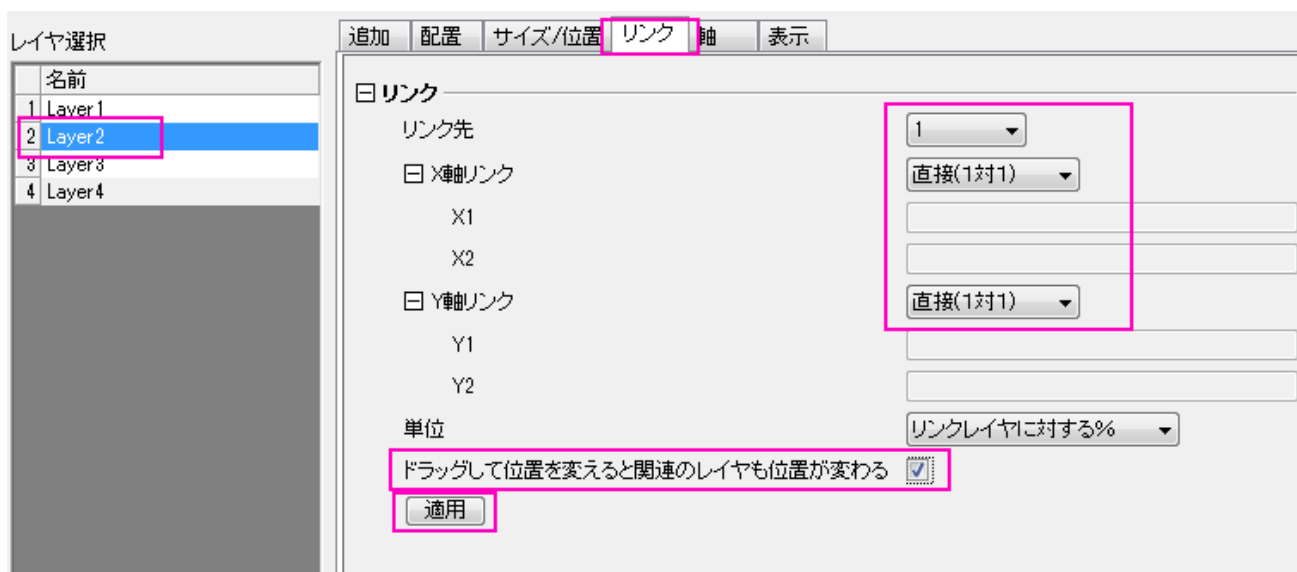 レイヤ選択
名前
1 Layer1
2 Layer2
3 Layer3
4 Layer4
追加 配置 サイズ/位置 リンク 軸 表示
リンク
リンク先 1
X軸リンク 直接(1対1)
X1
X2
Y軸リンク 直接(1対1)
Y1
Y2
単位 リンクレイヤに対する%
ドラッグして位置を変えると関連のレイヤも位置が変わる
適用